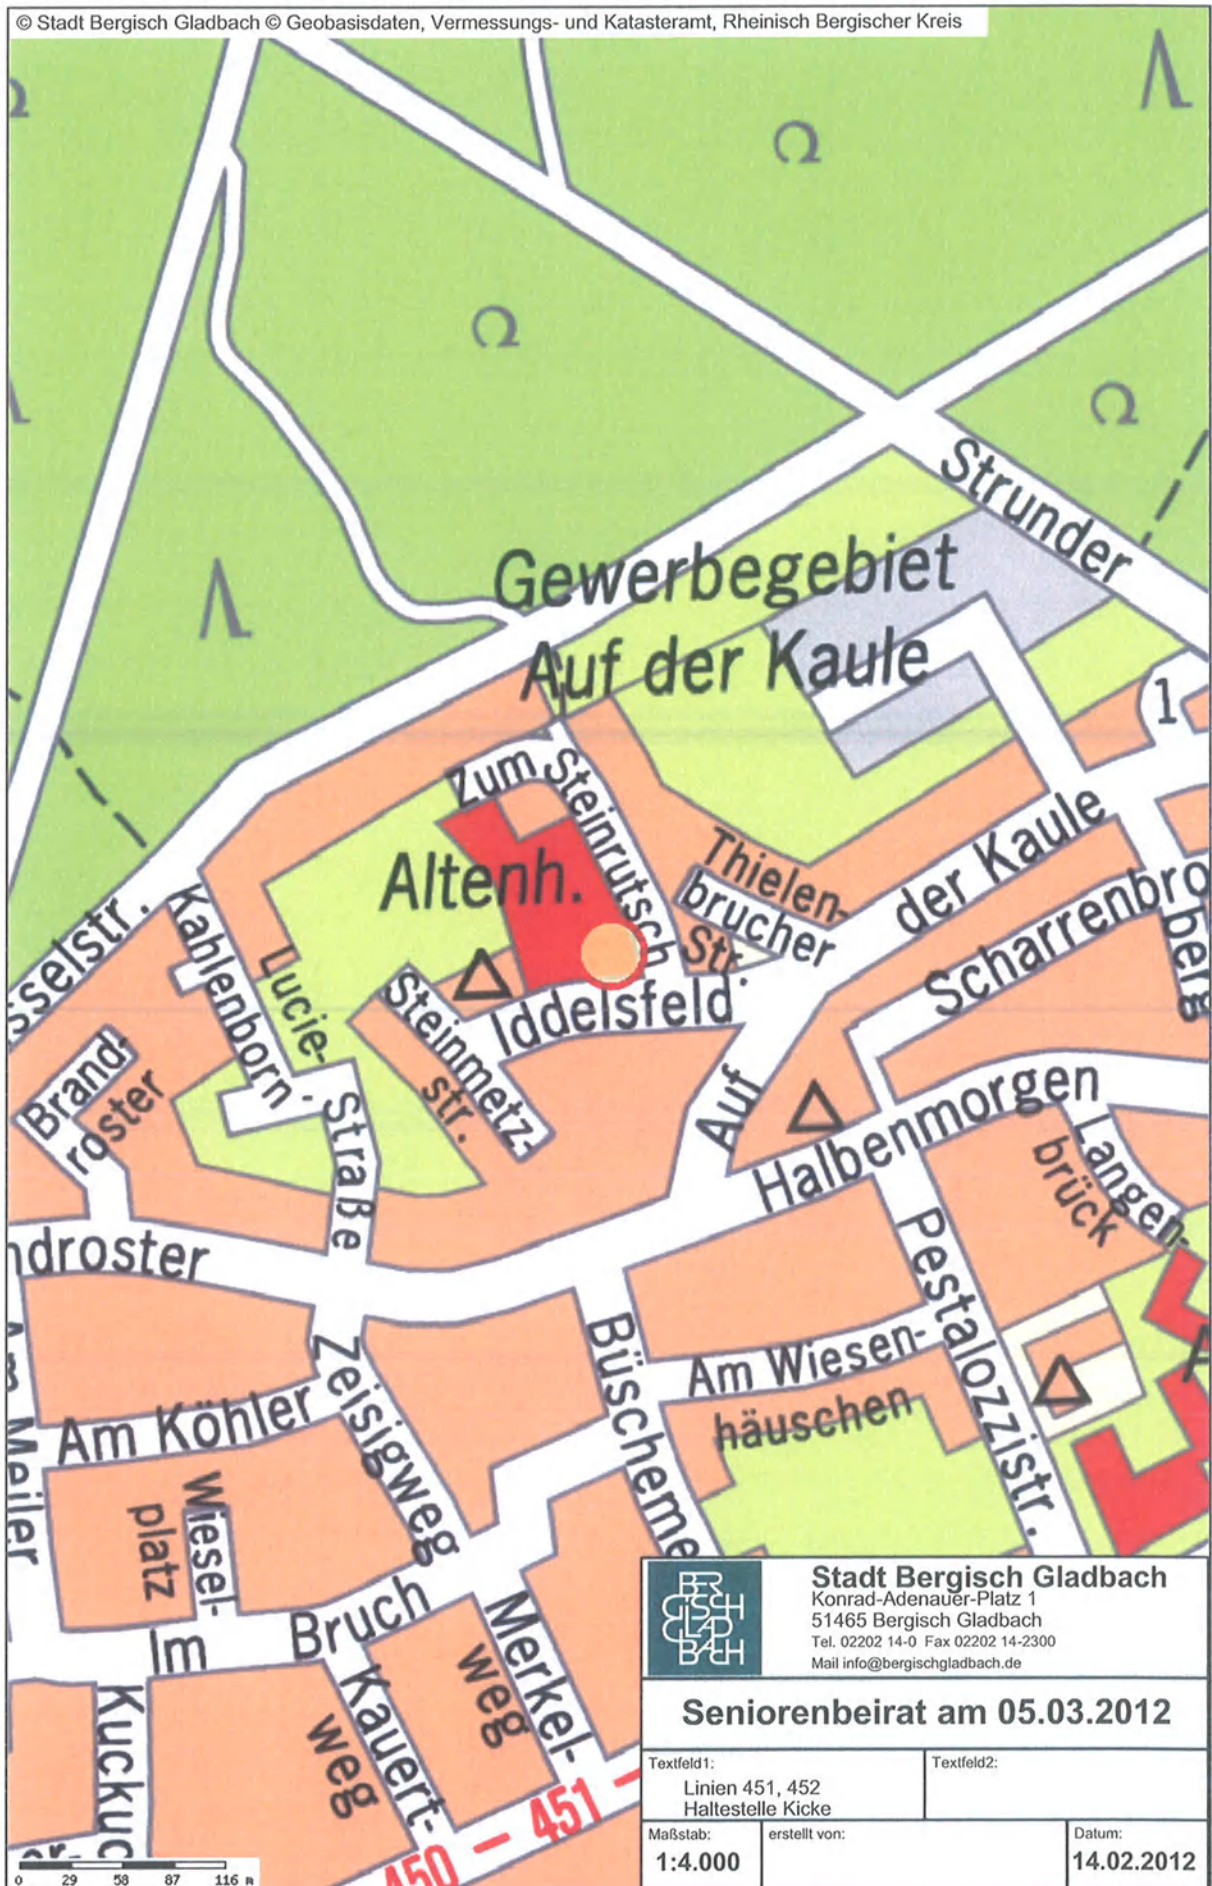 © Stadt Bergisch Gladbach © Geobasisdaten, Vermessungs- und Katasteramt, Rheinisch Bergischer Kreis
Strunder
Gewerbegebiet
Auf der Kaule
1
Zum Steinrutsch
Altenh.
Thielen-
brucher
Str.
Auf
der Kaule
Scharrenbro
berg
sselstr.
Kahlenborn-
Lucie-
Straße
Steinmetz-
str.
Iddelsfeld
Brand-
roster
Halbenmorgen
Langen-
brück
ndroster
Pestalozzistr.
Büscheme
Am Wiesen-
häuschen
Zeisigweg
Am Köhler
Am Meiler
Wiesel-
platz
Im Bruch
Merkel-
weg
Kauert-
weg
Kuckuc
450 – 451 –
BERGISCH GLADBACH
Stadt Bergisch Gladbach
Konrad-Adenauer-Platz 1
51465 Bergisch Gladbach
Tel. 02202 14-0 Fax 02202 14-2300
Mail info@bergischgladbach.de
Seniorenbeirat am 05.03.2012
Textfeld1:
Linien 451, 452
Haltestelle Kicke
Textfeld2:
Maßstab:
1:4.000
erstellt von:
Datum:
14.02.2012
0 29 58 87 116 m